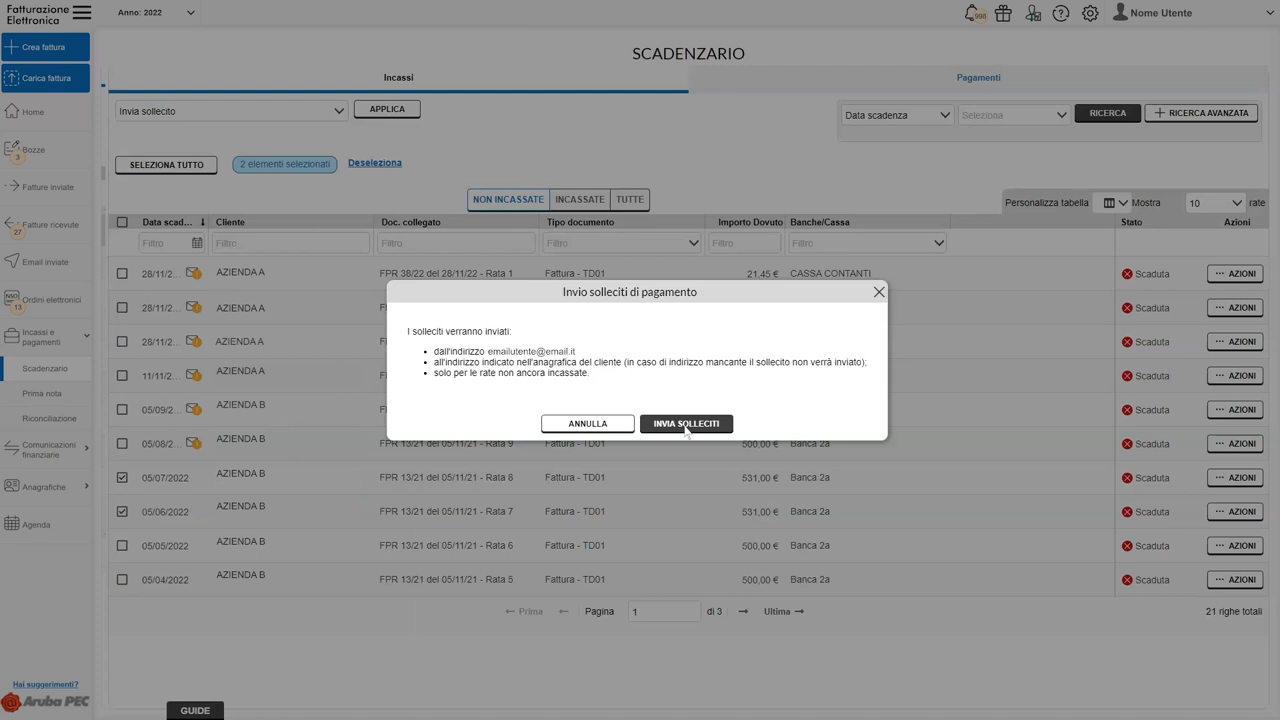 Fatturazione
Elettronica
Anno: 2022
998
Nome Utente
Crea fattura
Carica fattura
Home
Bozze
3
Fatture inviate
Fatture ricevute
27
Email inviate
NSO
Ordini elettronici
13
Incassi e
pagamenti
Scadenzario
Prima nota
Riconciliazione
Comunicazioni
finanziarie
Anagrafiche
Agenda
Hai suggerimenti?
Aruba PEC
SCADENZARIO
Incassi Pagamenti
Invia sollecito APPLICA Data scadenza Seleziona RICERCA RICERCA AVANZATA
SELEZIONA TUTTO 2 elementi selezionati Deseleziona
NON INCASSATE INCASSATE TUTTE Personalizza tabella Mostra 10 rate
Data scad... Cliente Doc. collegato Tipo documento Importo Dovuto Banche/Cassa Stato Azioni
Filtro Filtro Filtro Filtro Filtro Filtro
28/11/2... AZIENDA A FPR 38/22 del 28/11/22 - Rata 1 Fattura - TD01 21,45 € CASSA CONTANTI Scaduta AZIONI
28/11/2... AZIENDA A Scaduta AZIONI
28/11/2... AZIENDA A Scaduta AZIONI
11/11/2... AZIENDA A Scaduta AZIONI
05/09/2... AZIENDA B Scaduta AZIONI
05/08/2... AZIENDA B FPR 13/21 del 05/11/21 - Rata 9 Fattura - TD01 500,00 € Banca 2a Scaduta AZIONI
05/07/2022 AZIENDA B FPR 13/21 del 05/11/21 - Rata 8 Fattura - TD01 531,00 € Banca 2a Scaduta AZIONI
05/06/2022 AZIENDA B FPR 13/21 del 05/11/21 - Rata 7 Fattura - TD01 531,00 € Banca 2a Scaduta AZIONI
05/05/2022 AZIENDA B FPR 13/21 del 05/11/21 - Rata 6 Fattura - TD01 500,00 € Banca 2a Scaduta AZIONI
05/04/2022 AZIENDA B FPR 13/21 del 05/11/21 - Rata 5 Fattura - TD01 500,00 € Banca 2a Scaduta AZIONI
Prima Pagina 1 di 3 Ultima 21 righe totali
Invio solleciti di pagamento
I solleciti verranno inviati:
• dall'indirizzo emailutente@email.it
• all'indirizzo indicato nell'anagrafica del cliente (in caso di indirizzo mancante il sollecito non verrà inviato);
• solo per le rate non ancora incassate.
ANNULLA INVIA SOLLECITI
GUIDE